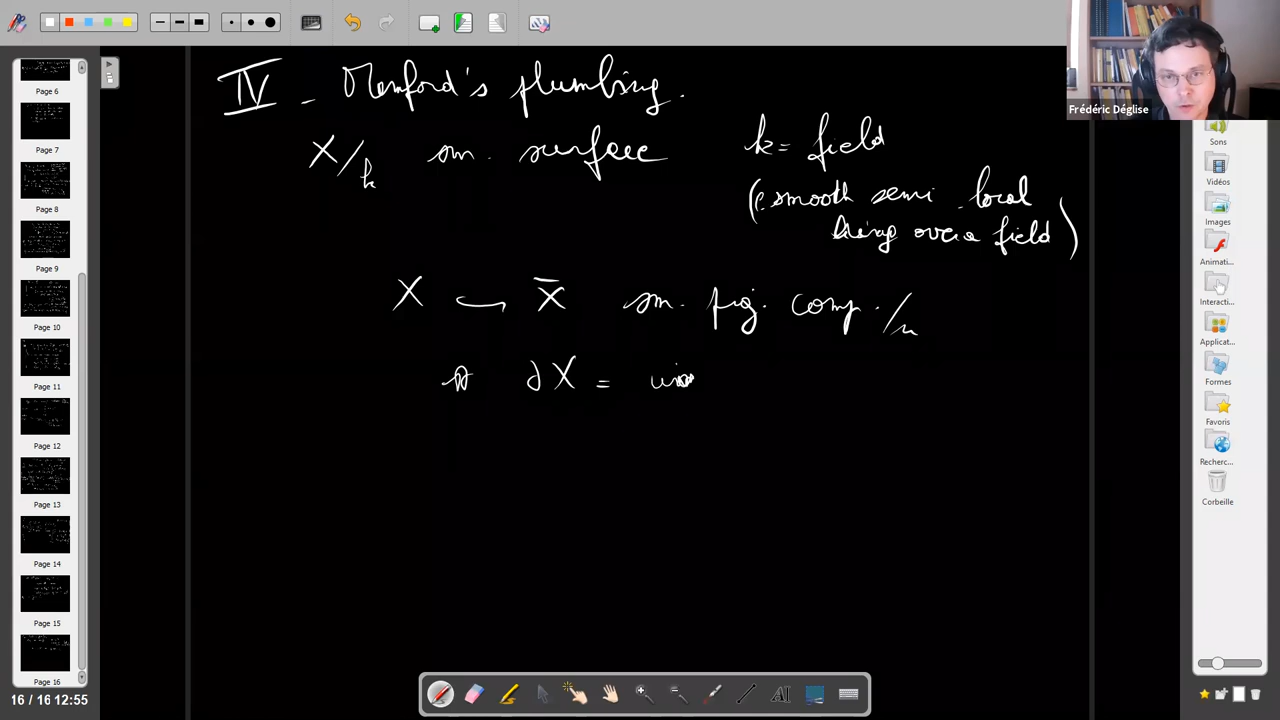 IV - Mumford's plumbing.
X/k sm. surface k = field
(smooth semi-local
ring over a field)
X ↪ X̄ sm. proj. comp. /k
∂X =
Frédéric Déglise
Page 6
Page 7
Page 8
Page 9
Page 10
Page 11
Page 12
Page 13
Page 14
Page 15
Page 16
16 / 16 12:55
Sons
Vidéos
Images
Animati...
Interacti...
Applicat...
Formes
Favoris
Recherc...
Corbeille
AI